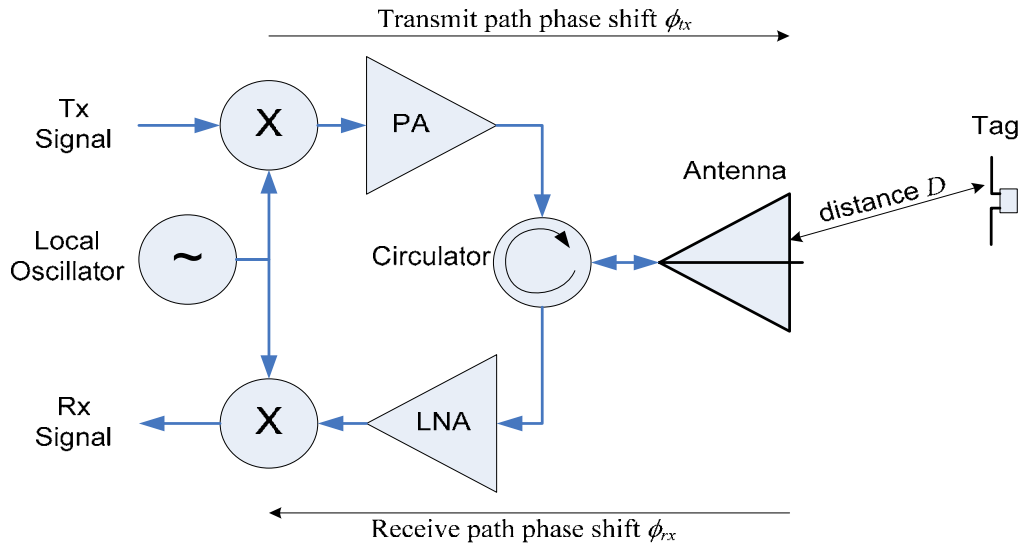 Transmit path phase shift ϕtx
Tx
Signal
X
PA
Tag
Antenna
distance D
Local
Oscillator
~
Circulator
Rx
Signal
X
LNA
Receive path phase shift ϕrx